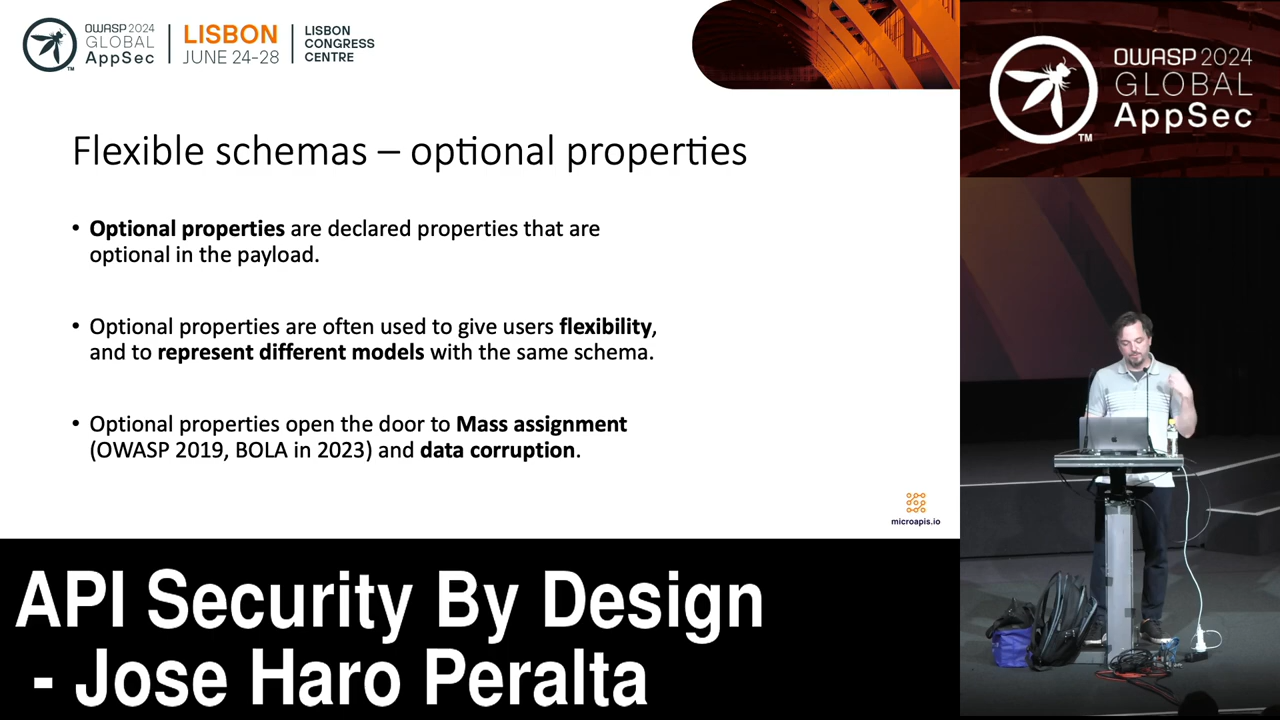 OWASP 2024
GLOBAL
AppSec
TM
LISBON
JUNE 24-28
LISBON
CONGRESS
CENTRE
Flexible schemas – optional properties
• Optional properties are declared properties that are
optional in the payload.
• Optional properties are often used to give users flexibility,
and to represent different models with the same schema.
• Optional properties open the door to Mass assignment
(OWASP 2019, BOLA in 2023) and data corruption.
microapis.io
OWASP 2024
GLOBAL
AppSec
TM
API Security By Design
- Jose Haro Peralta